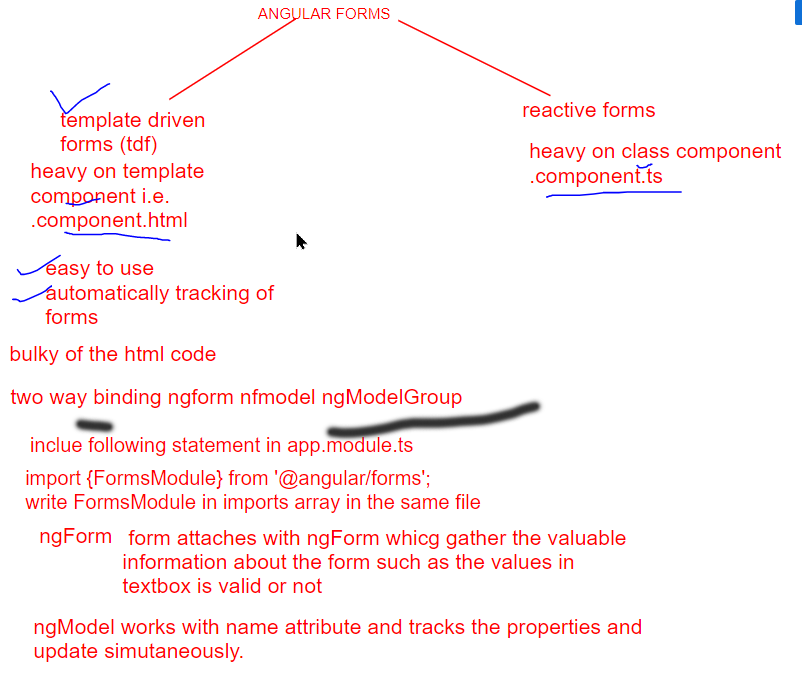 ANGULAR FORMS
template driven
forms (tdf)
heavy on template
component i.e.
.component.html
reactive forms
heavy on class component
.component.ts
easy to use
automatically tracking of
forms
bulky of the html code
two way binding ngform nfmodel ngModelGroup
inclue following statement in app.module.ts
import {FormsModule} from '@angular/forms';
write FormsModule in imports array in the same file
ngForm form attaches with ngForm whicg gather the valuable
information about the form such as the values in
textbox is valid or not
ngModel works with name attribute and tracks the properties and
update simutaneously.